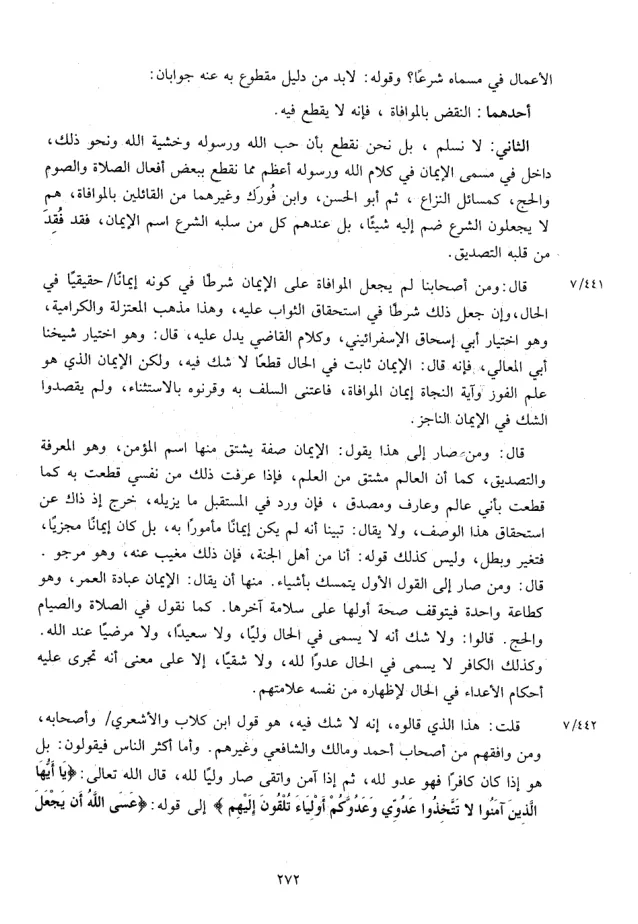 الأعمال في مسماه شرعًا؟ وقوله: لابد من دليل مقطوع به عنه جوابان:
أحدهما: النقض بالموافاة ، فإنه لا يقطع فيه.
الثاني: لا نسلم ، بل نحن نقطع بأن حب الله ورسوله وخشية الله ونحو ذلك،
داخل في مسمى الإيمان في كلام الله ورسوله أعظم مما نقطع ببعض أفعال الصلاة والصوم
والحج، كمسائل النزاع ، ثم أبو الحسن، وابن فُورَك وغيرهما من القائلين بالموافاة، هم
لا يجعلون الشرع ضم إليه شيئًا، بل عندهم كل من سلبه الشرع اسم الإيمان، فقد فُقِدَ
من قلبه التصديق.
قال: ومن أصحابنا لم يجعل الموافاة على الإيمان شرطًا في كونه إيمانًا/ حقيقيًا في
٧/٤٤١
الحال، وإن جعل ذلك شرطًا في استحقاق الثواب عليه، وهذا مذهب المعتزلة والكرامية،
وهو اختيار أبي إسحاق الإسفرائيني، وكلام القاضي يدل عليه، قال: وهو اختيار شيخنا
أبي المعالي، فإنه قال: الإيمان ثابت في الحال قطعًا لا شك فيه، ولكن الإيمان الذي هو
علم الفوز وآية النجاة إيمان الموافاة، فاعتنى السلف به وقرنوه بالاستثناء، ولم يقصدوا
الشك في الإيمان الناجز.
قال: ومن صار إلى هذا يقول: الإيمان صفة يشتق منها اسم المؤمن، وهو المعرفة
والتصديق، كما أن العالم مشتق من العلم، فإذا عرفت ذلك من نفسي قطعت به كما
قطعت بأني عالم وعارف ومصدق ، فإن ورد في المستقبل ما يزيله، خرج إذ ذاك عن
استحقاق هذا الوصف، ولا يقال: تبينا أنه لم يكن إيمانًا مأمورًا به، بل كان إيمانًا مجزيًا،
فتغير وبطل، وليس كذلك قوله: أنا من أهل الجنة، فإن ذلك مغيب عنه، وهو مرجو .
قال: ومن صار إلى القول الأول يتمسك بأشياء. منها أن يقال: الإيمان عبادة العمر، وهو
كطاعة واحدة فيتوقف صحة أولها على سلامة آخرها. كما نقول في الصلاة والصيام
والحج. قالوا: ولا شك أنه لا يسمى في الحال وليًا، ولا سعيدًا، ولا مرضيًا عند الله.
وكذلك الكافر لا يسمى في الحال عدوًا لله، ولا شقيًا، إلا على معنى أنه تجرى عليه
أحكام الأعداء في الحال لإظهاره من نفسه علامتهم.
قلت: هذا الذي قالوه، إنه لا شك فيه، هو قول ابن كلاب والأشعري/ وأصحابه،
٧/٤٤٢
ومن وافقهم من أصحاب أحمد ومالك والشافعي وغيرهم. وأما أكثر الناس فيقولون: بل
هو إذا كان كافرًا فهو عدو لله، ثم إذا آمن واتقى صار وليًا لله، قال الله تعالى:﴿يَا أَيُّهَا
الَّذِينَ آمَنُوا لا تَتَّخِذُوا عَدُوِّي وَعَدُوَّكُمْ أَوْلِيَاءَ تُلْقُونَ إِلَيْهِم ﴾ إلى قوله:﴿عَسَى اللَّهُ أَن يَجْعَلَ
٢٧٢